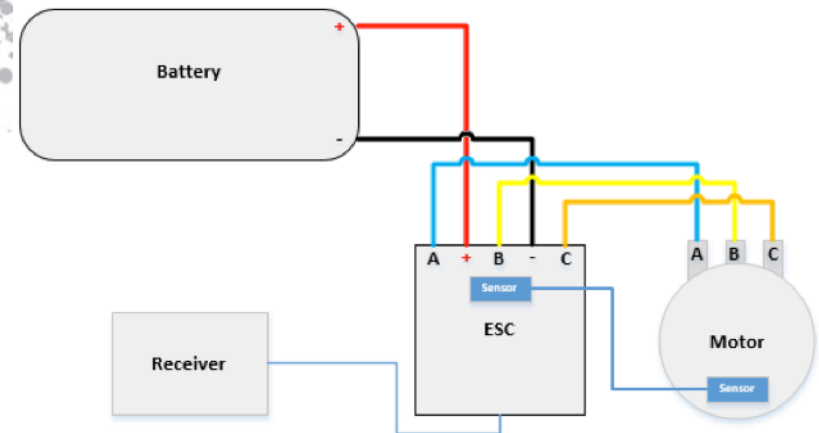 +
Battery
-
A + B - C
A B C
Sensor
ESC
Motor
Receiver
Sensor